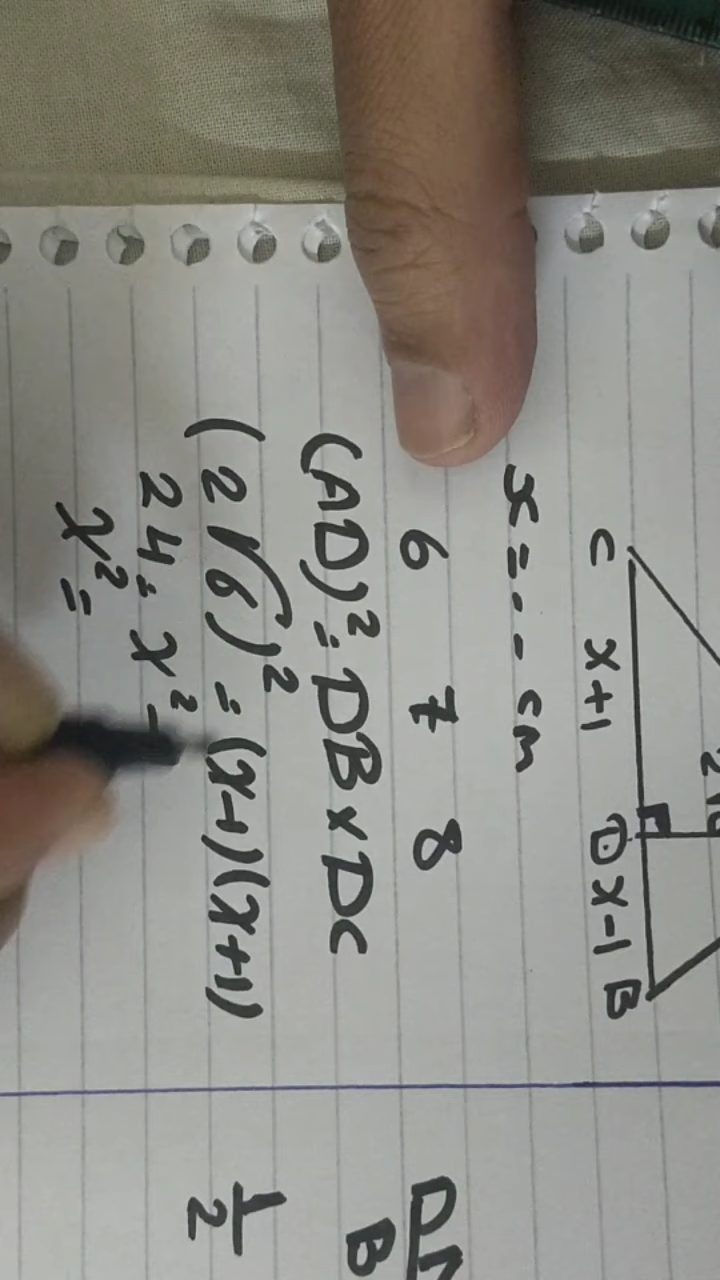 C x+1 D x-1 B
x = --- cm
6 7 8
(AD)² = DB × DC
(2√6)² = (x-1)(x+1)
24 = x² -
x² =
1/2
B